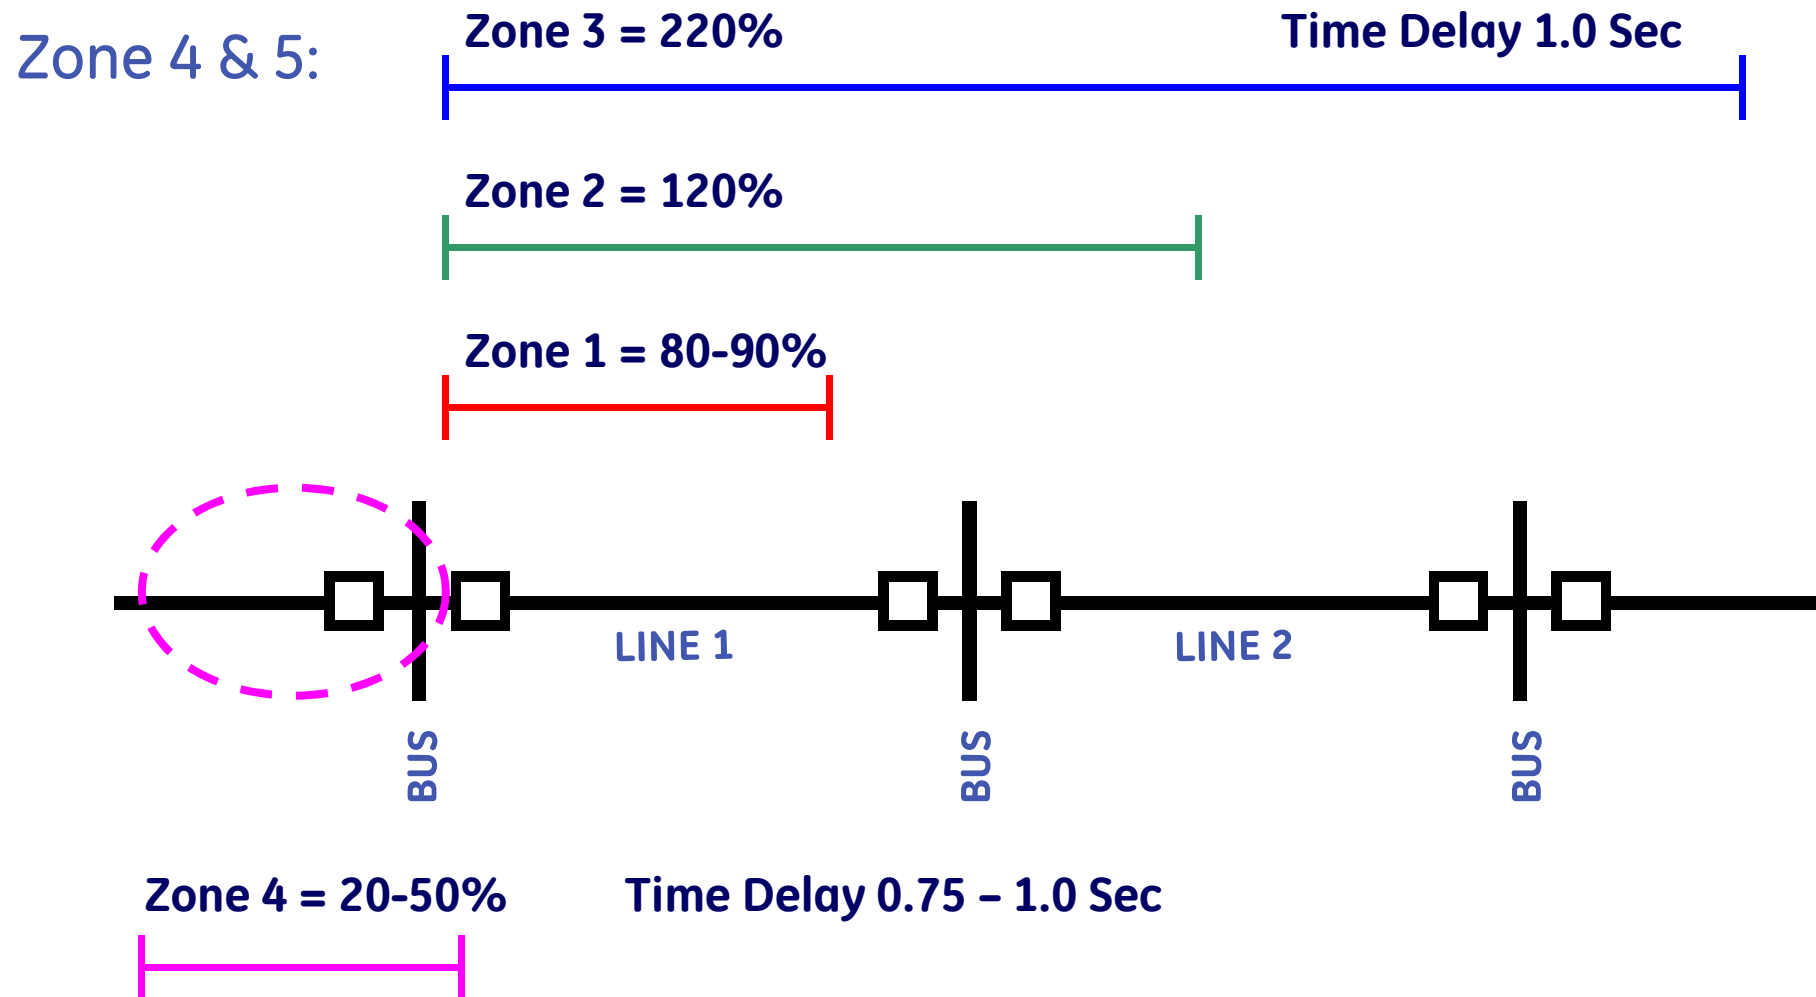 Zone 4 & 5:
Zone 3 = 220%
Time Delay 1.0 Sec
Zone 2 = 120%
Zone 1 = 80-90%
LINE 1
LINE 2
BUS
BUS
BUS
Zone 4 = 20-50%
Time Delay 0.75 – 1.0 Sec